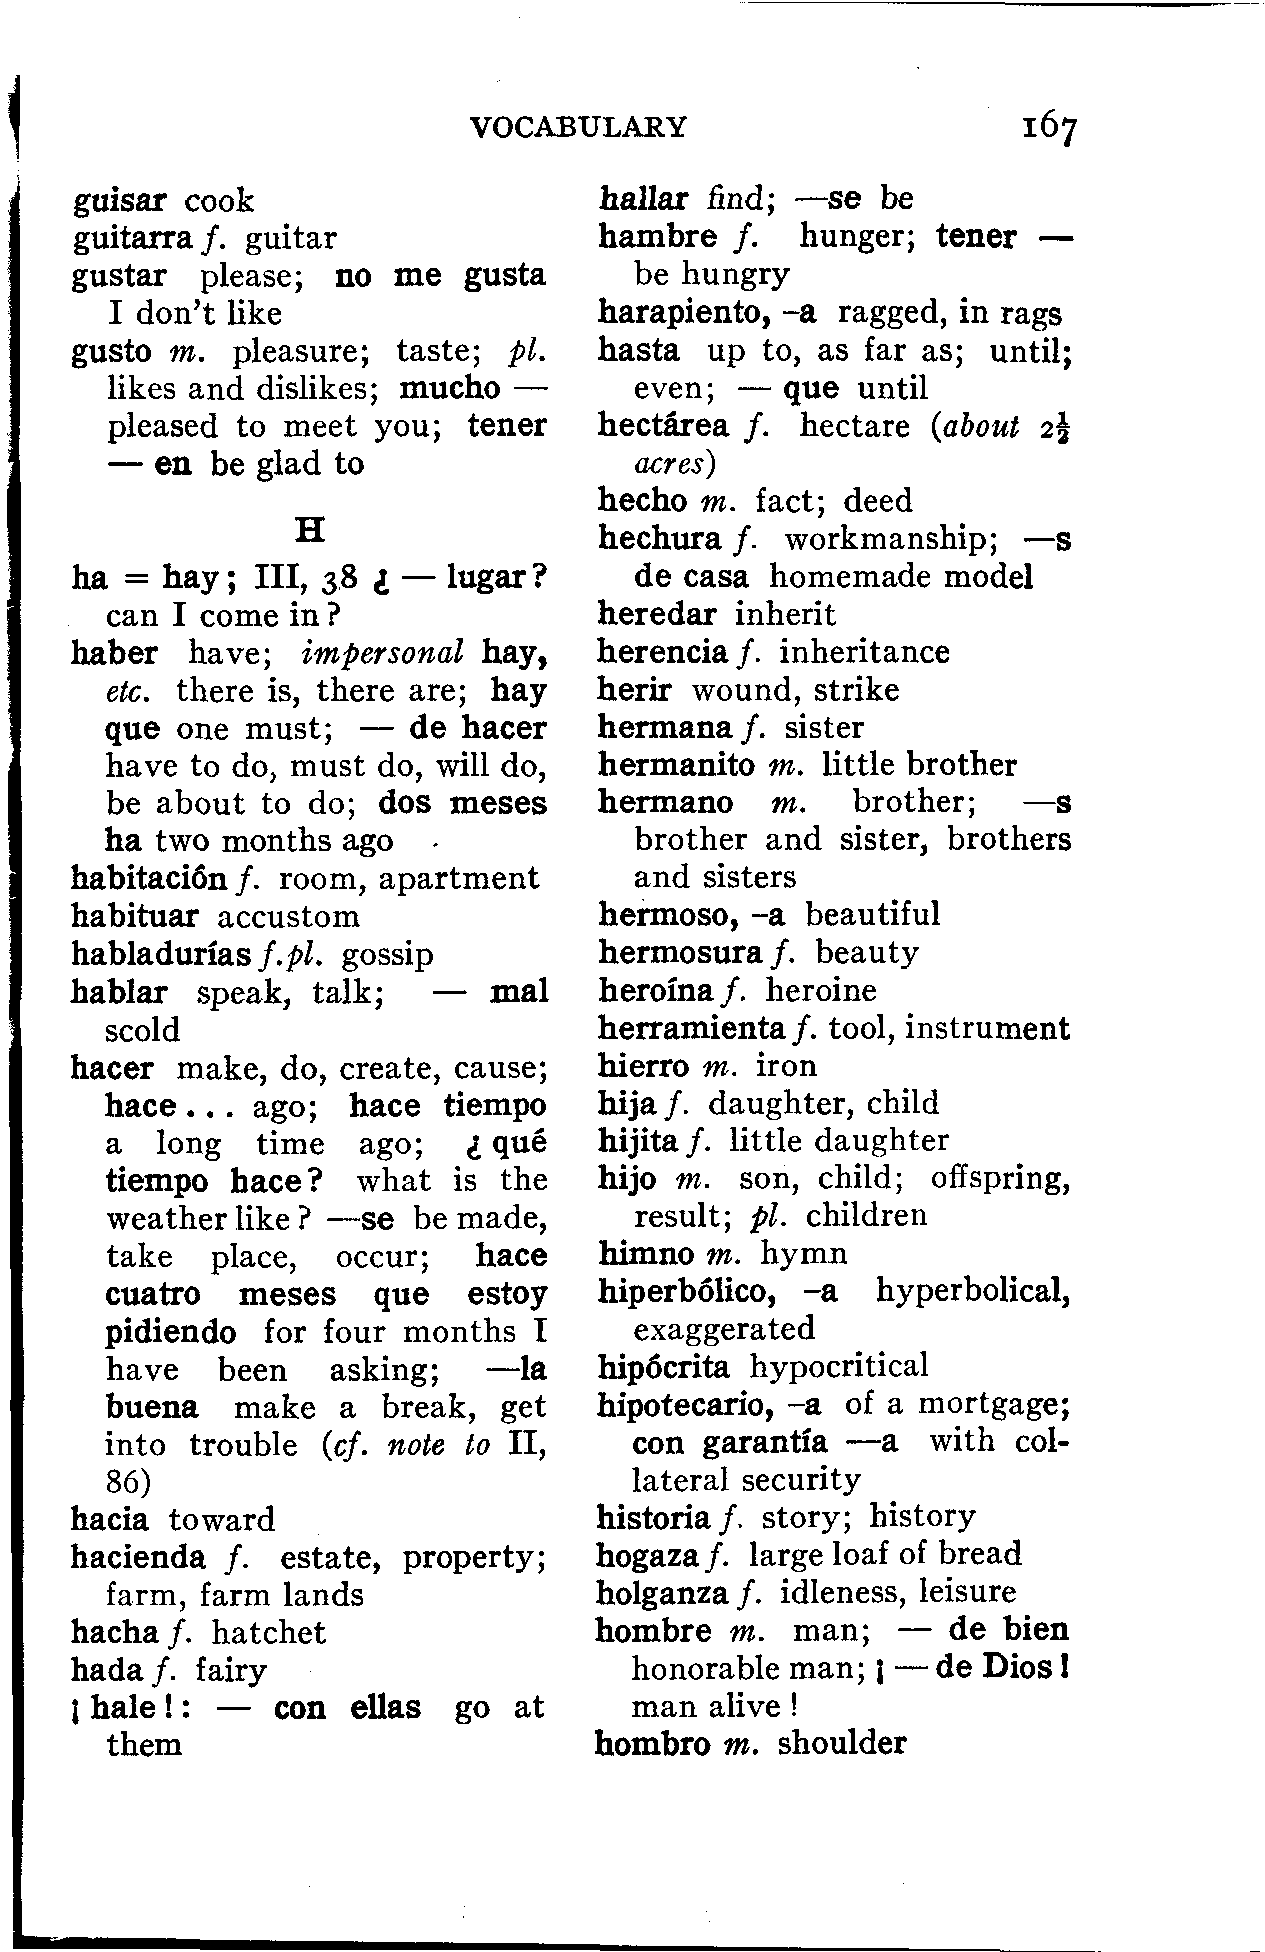 VOCABULARY 167
guisar cook
guitarra f. guitar
gustar please; no me gusta
I don't like
gusto m. pleasure; taste; pl.
likes and dislikes; mucho —
pleased to meet you; tener
— en be glad to
H
ha = hay; III, 38 ¿ — lugar?
can I come in?
haber have; impersonal hay,
etc. there is, there are; hay
que one must; — de hacer
have to do, must do, will do,
be about to do; dos meses
ha two months ago
habitación f. room, apartment
habituar accustom
habladurías f.pl. gossip
hablar speak, talk; — mal
scold
hacer make, do, create, cause;
hace... ago; hace tiempo
a long time ago; ¿ qué
tiempo hace? what is the
weather like? —se be made,
take place, occur; hace
cuatro meses que estoy
pidiendo for four months I
have been asking; —la
buena make a break, get
into trouble (cf. note to II,
86)
hacia toward
hacienda f. estate, property;
farm, farm lands
hacha f. hatchet
hada f. fairy
¡ hale!: — con ellas go at
them
hallar find; —se be
hambre f. hunger; tener —
be hungry
harapiento, -a ragged, in rags
hasta up to, as far as; until;
even; — que until
hectárea f. hectare (about 2½
acres)
hecho m. fact; deed
hechura f. workmanship; —s
de casa homemade model
heredar inherit
herencia f. inheritance
herir wound, strike
hermana f. sister
hermanito m. little brother
hermano m. brother; —s
brother and sister, brothers
and sisters
hermoso, -a beautiful
hermosura f. beauty
heroína f. heroine
herramienta f. tool, instrument
hierro m. iron
hija f. daughter, child
hijita f. little daughter
hijo m. son, child; offspring,
result; pl. children
himno m. hymn
hiperbólico, -a hyperbolical,
exaggerated
hipócrita hypocritical
hipotecario, -a of a mortgage;
con garantía —a with col-
lateral security
historia f. story; history
hogaza f. large loaf of bread
holganza f. idleness, leisure
hombre m. man; — de bien
honorable man; ¡ — de Dios!
man alive!
hombro m. shoulder